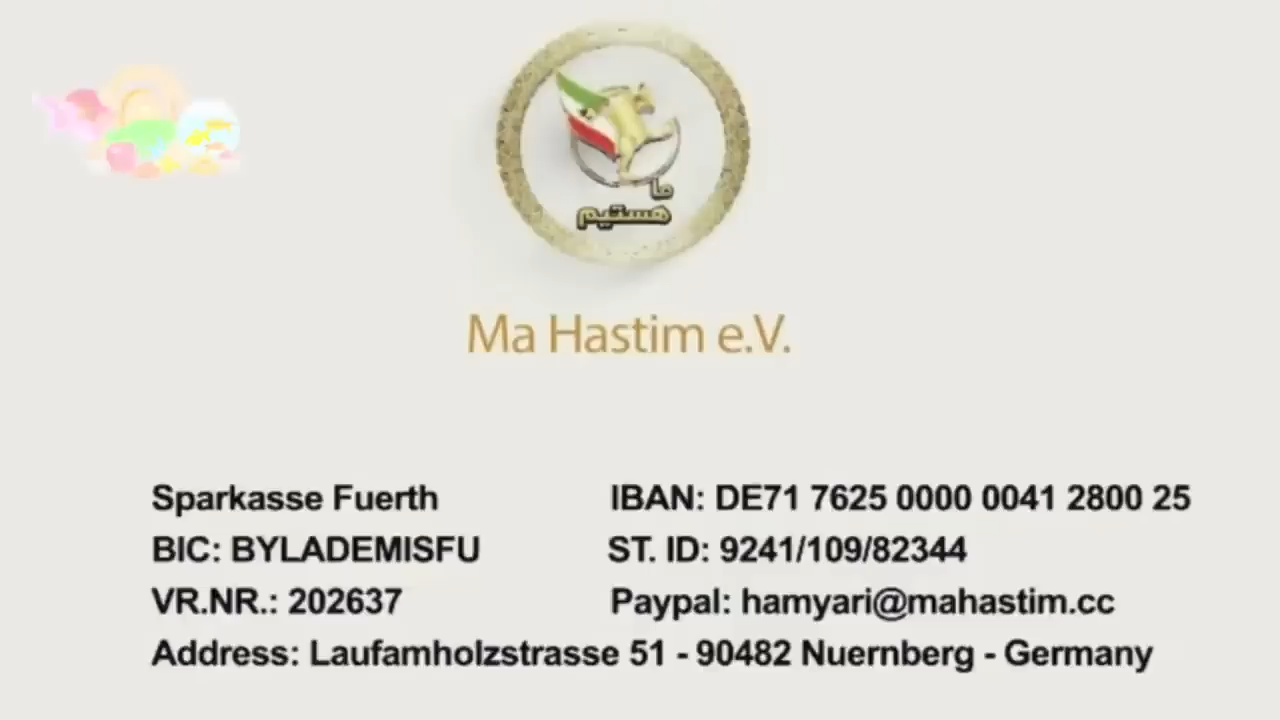 ما
هستیم
Ma Hastim e.V.
Sparkasse Fuerth
IBAN: DE71 7625 0000 0041 2800 25
BIC: BYLADEMISFU
ST. ID: 9241/109/82344
VR.NR.: 202637
Paypal: hamyari@mahastim.cc
Address: Laufamholzstrasse 51 - 90482 Nuernberg - Germany